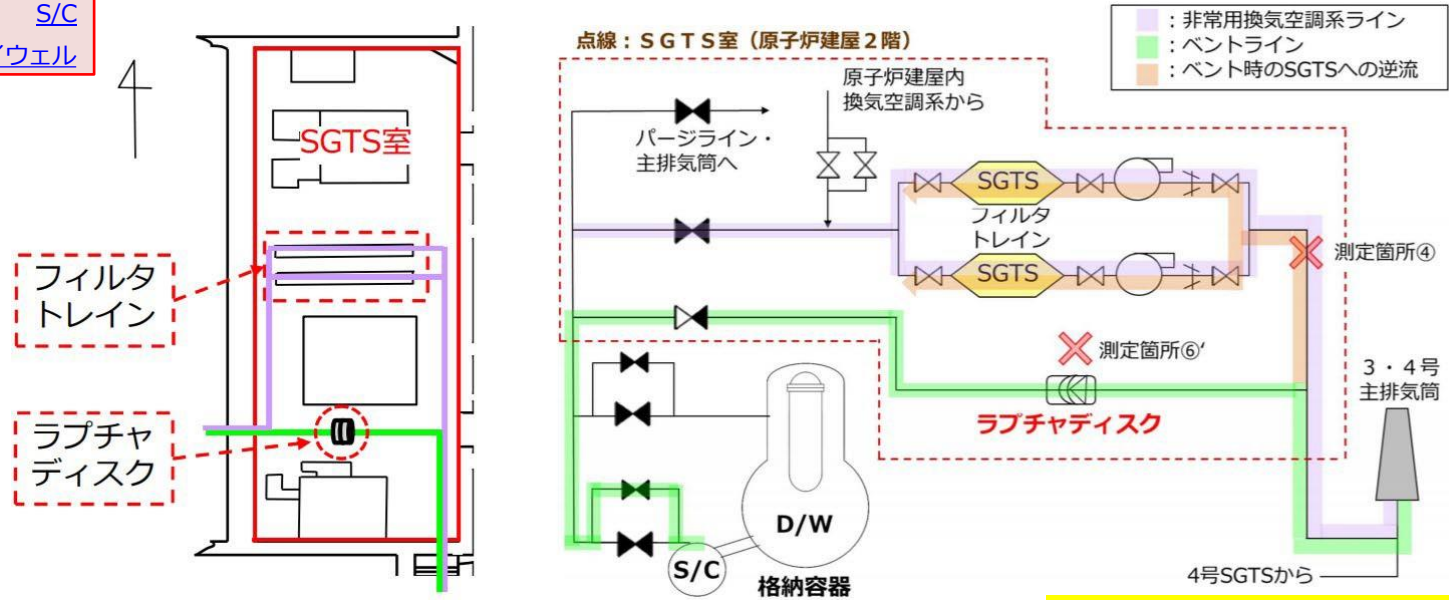 S/C
ウェル
SGTS室
フィルタ
トレイン
ラプチャ
ディスク
点線：ＳＧＴＳ室（原子炉建屋２階）
：非常用換気空調系ライン
：ベントライン
：ベント時のSGTSへの逆流
原子炉建屋内
換気空調系から
パージライン・
主排気筒へ
SGTS
フィルタ
トレイン
SGTS
測定箇所④
測定箇所⑥‘
ラプチャディスク
3・4号
主排気筒
D/W
S/C
格納容器
4号SGTSから